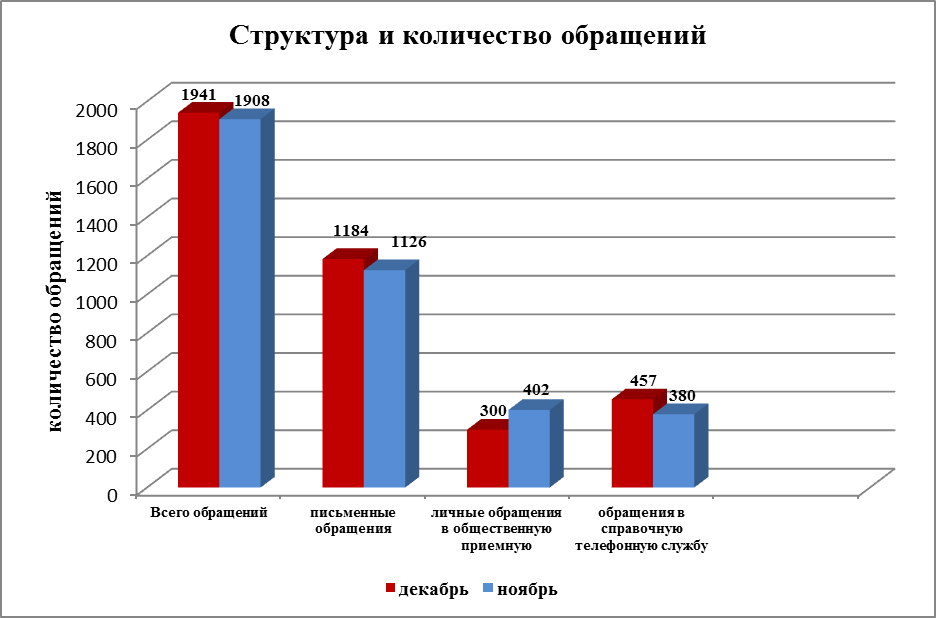 Структура и количество обращений
количество обращений
2000
1800
1600
1400
1200
1000
800
600
400
200
0
1941
1908
1184
1126
300
402
457
380
Всего обращений
письменные
обращения
личные обращения
в общественную
приемную
обращения в
справочную
телефонную службу
декабрь
ноябрь